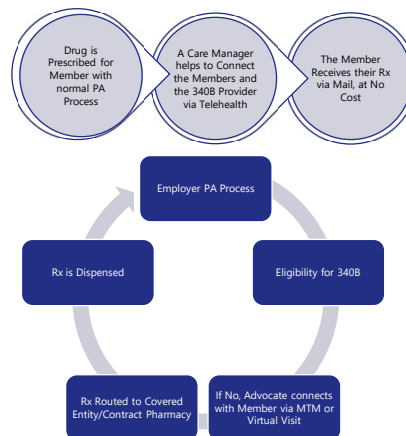 Drug is
Prescribed for
Member with
normal PA
Process
A Care Manager
helps to Connect
the Members and
the 340B Provider
via Telehealth
The Member
Receives their Rx
via Mail, at No
Cost
Employer PA Process
Eligibility for 340B
If No, Advocate connects
with Member via MTM or
Virtual Visit
Rx Routed to Covered
Entity/Contract Pharmacy
Rx is Dispensed